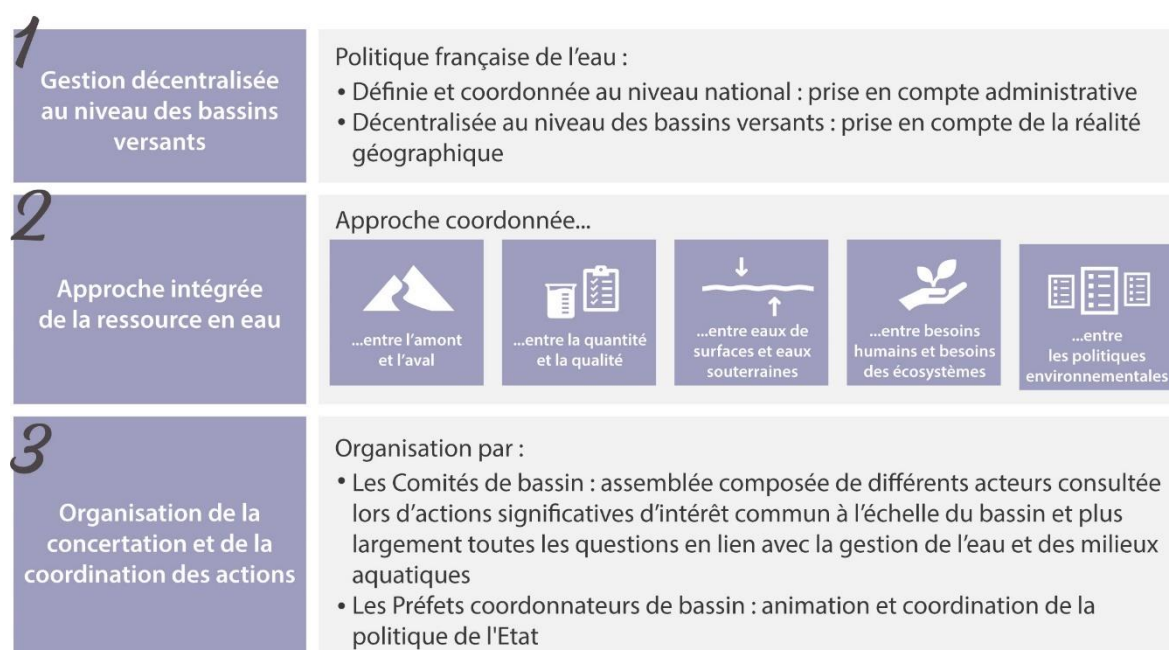 1
Gestion décentralisée
au niveau des bassins
versants
Politique française de l'eau :
• Définie et coordonnée au niveau national : prise en compte administrative
• Décentralisée au niveau des bassins versants : prise en compte de la réalité
géographique
2
Approche intégrée
de la ressource en eau
Approche coordonnée...
...entre l'amont
et l'aval
...entre la quantité
et la qualité
...entre eaux de
surfaces et eaux
souterraines
...entre besoins
humains et besoins
des écosystèmes
...entre
les politiques
environnementales
3
Organisation de la
concertation et de la
coordination des actions
Organisation par :
• Les Comités de bassin : assemblée composée de différents acteurs consultée
lors d'actions significatives d'intérêt commun à l'échelle du bassin et plus
largement toutes les questions en lien avec la gestion de l'eau et des milieux
aquatiques
• Les Préfets coordonnateurs de bassin : animation et coordination de la
politique de l'Etat